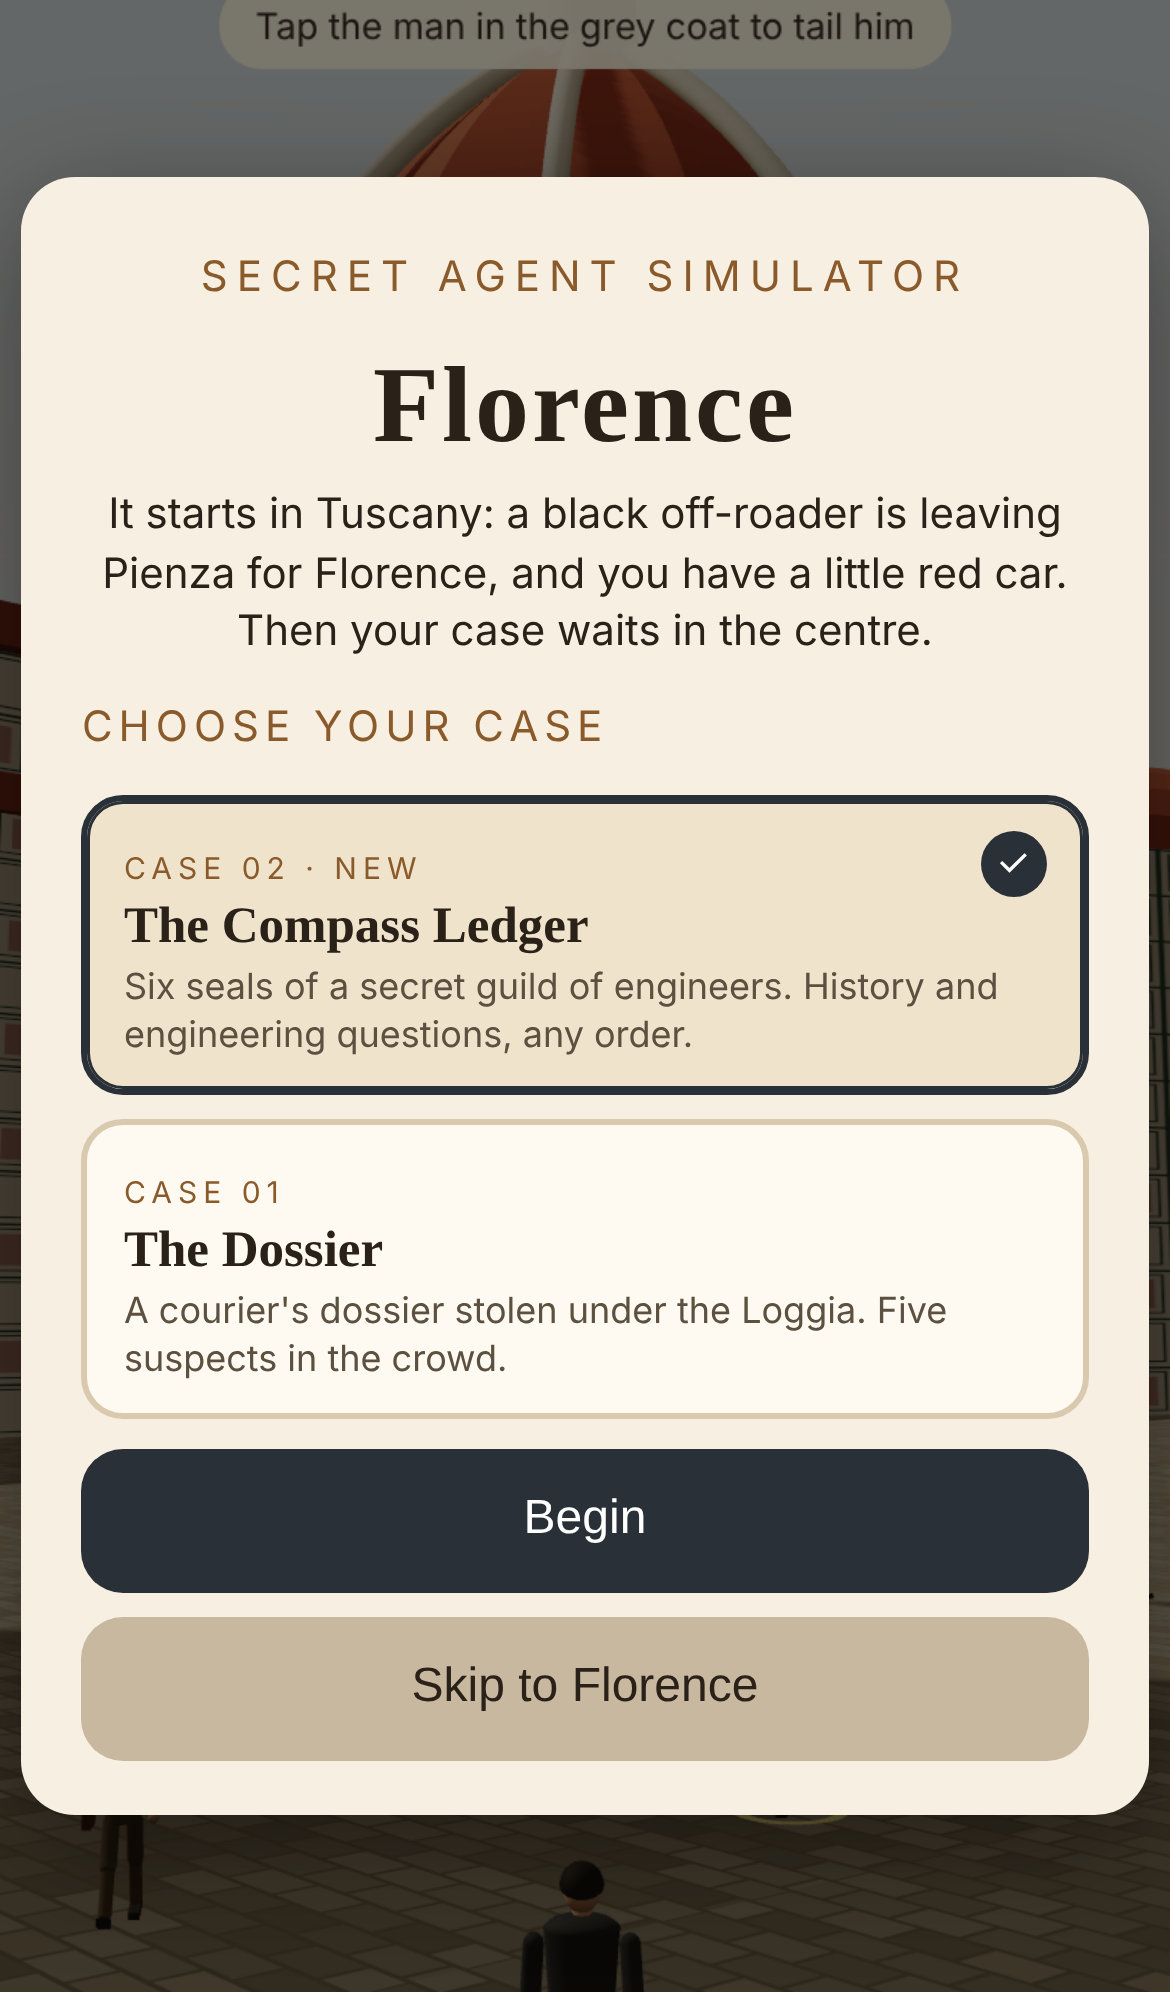 Tap the man in the grey coat to tail him
SECRET AGENT SIMULATOR
Florence
It starts in Tuscany: a black off-roader is leaving
Pienza for Florence, and you have a little red car.
Then your case waits in the centre.
CHOOSE YOUR CASE
CASE 02 · NEW
The Compass Ledger
Six seals of a secret guild of engineers. History and
engineering questions, any order.
CASE 01
The Dossier
A courier's dossier stolen under the Loggia. Five
suspects in the crowd.
Begin
Skip to Florence